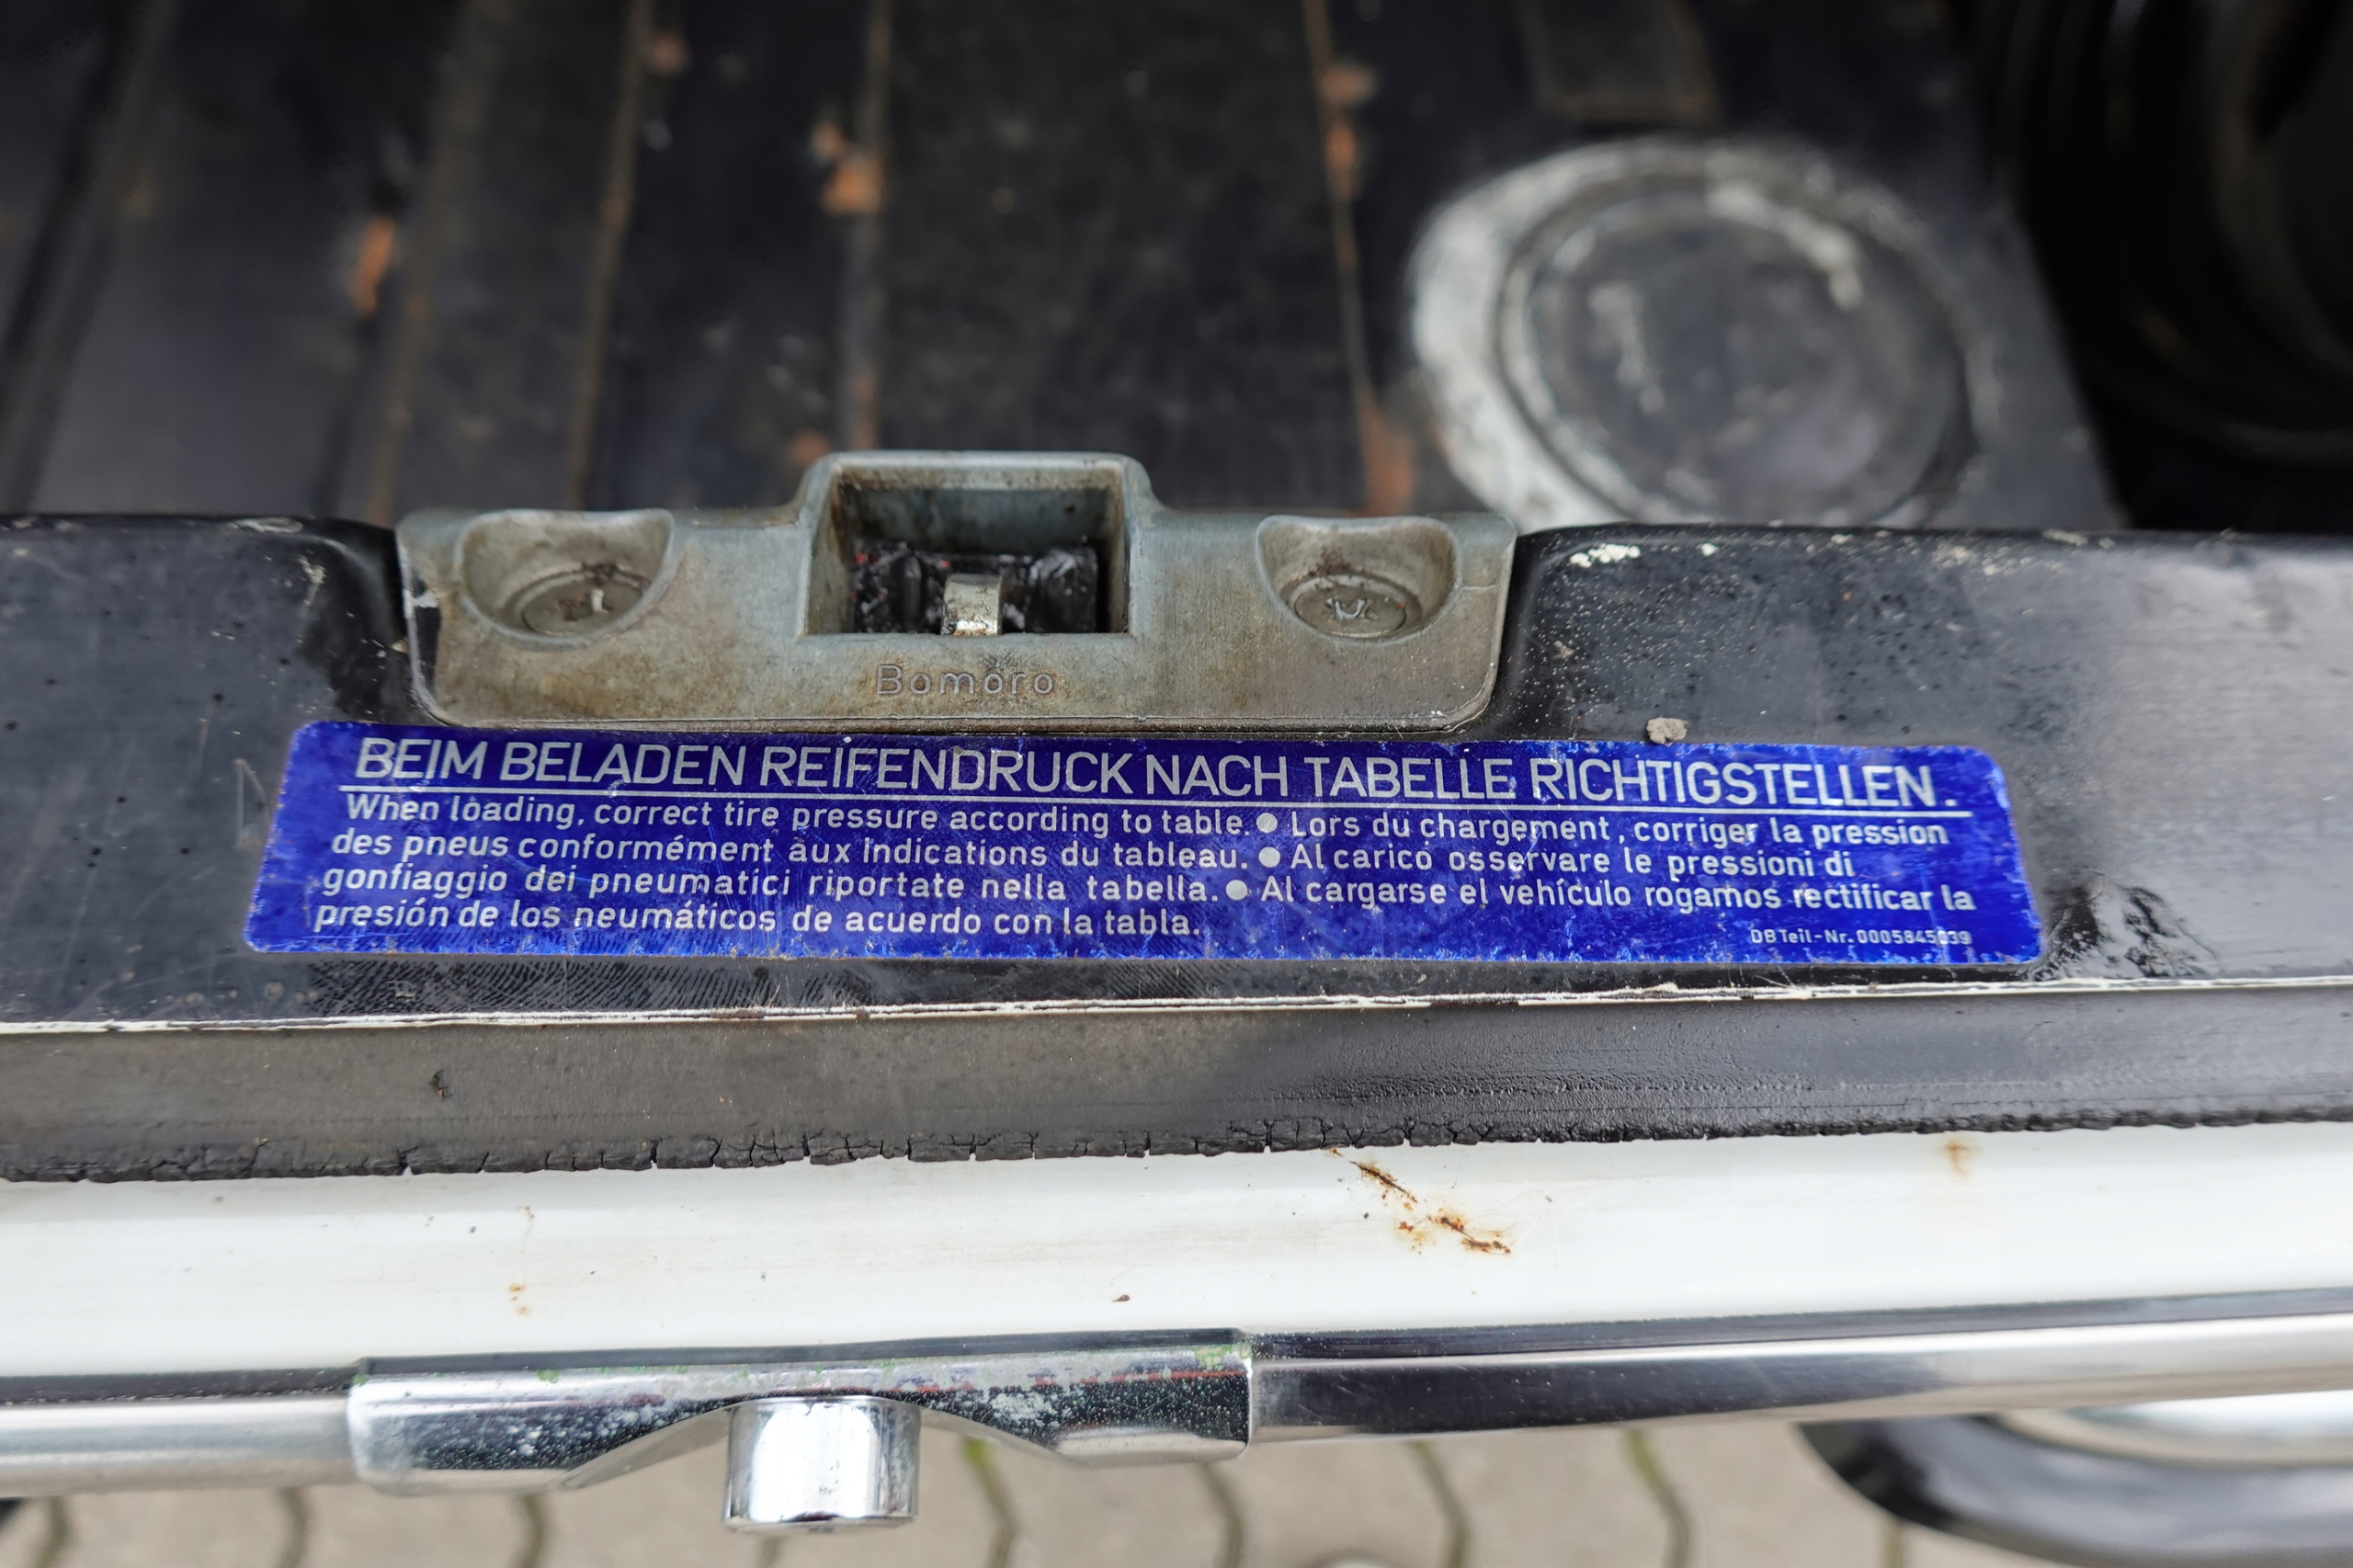 Bomoro
BEIM BELADEN REIFENDRUCK NACH TABELLE RICHTIGSTELLEN.
When loading, correct tire pressure according to table. ● Lors du chargement, corriger la pression
des pneus conformément aux indications du tableau. ● Al carico osservare le pressioni di
gonfiaggio dei pneumatici riportate nella tabella. ● Al cargarse el vehículo rogamos rectificar la
presión de los neumáticos de acuerdo con la tabla.
DB Teil-Nr. 0005845039